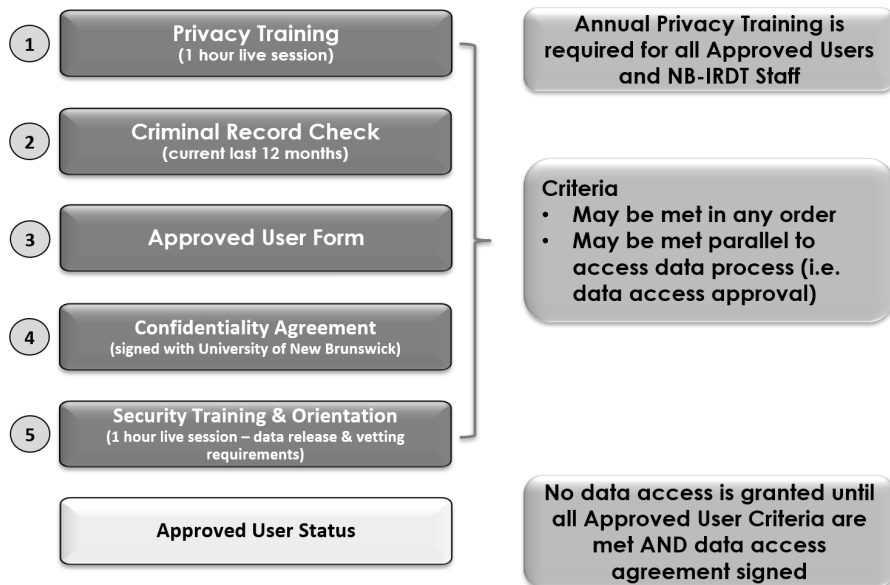 1
Privacy Training
(1 hour live session)
2
Criminal Record Check
(current last 12 months)
3
Approved User Form
4
Confidentiality Agreement
(signed with University of New Brunswick)
5
Security Training & Orientation
(1 hour live session – data release & vetting
requirements)
Approved User Status
Annual Privacy Training is
required for all Approved Users
and NB-IRDT Staff
Criteria
• May be met in any order
• May be met parallel to
access data process (i.e.
data access approval)
No data access is granted until
all Approved User Criteria are
met AND data access
agreement signed